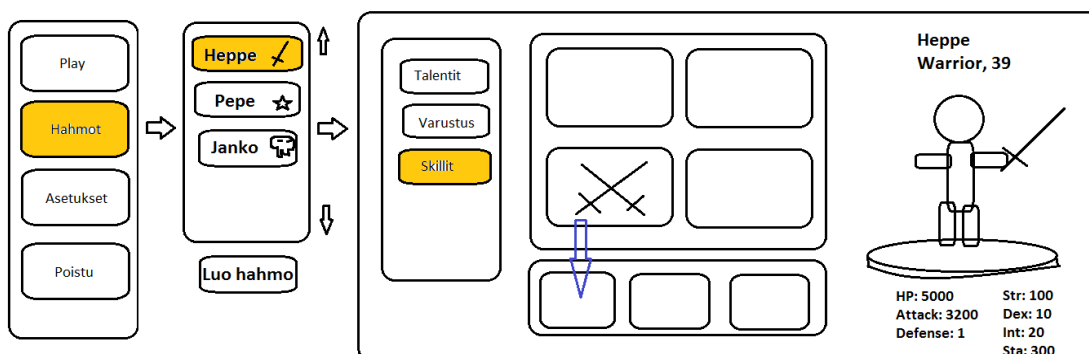 Play
Hahmot
Asetukset
Poistu
Heppe
Pepe
Janko
Luo hahmo
Talentit
Varustus
Skillit
Heppe
Warrior, 39
HP: 5000
Attack: 3200
Defense: 1
Str: 100
Dex: 10
Int: 20
Sta: 300